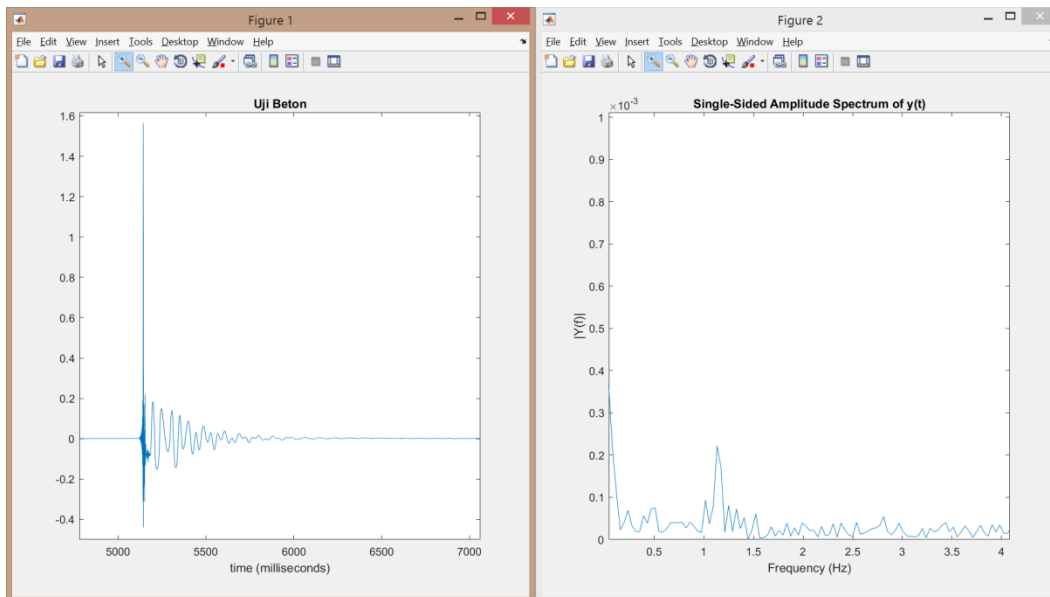 Figure 1
File Edit View Insert Tools Desktop Window Help
Uji Beton
1.6
1.4
1.2
1
0.8
0.6
0.4
0.2
0
-0.2
-0.4
5000 5500 6000 6500 7000
time (milliseconds)
Figure 2
File Edit View Insert Tools Desktop Window Help
×10⁻³ Single-Sided Amplitude Spectrum of y(t)
1
0.9
0.8
0.7
0.6
0.5
0.4
0.3
0.2
0.1
0
|Y(f)|
0.5 1 1.5 2 2.5 3 3.5 4
Frequency (Hz)